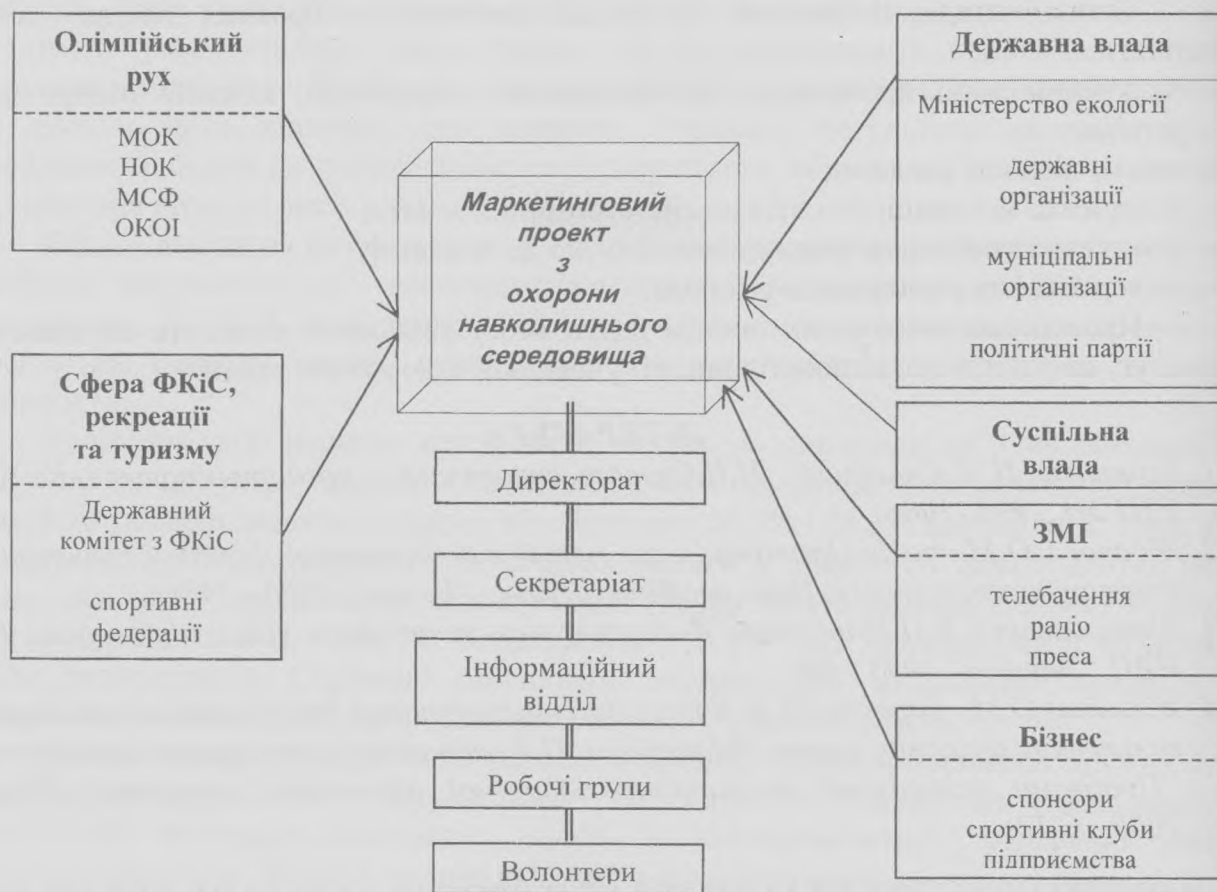 Олімпійський
рух
МОК
НОК
МСФ
ОКОІ
Сфера ФКіС,
рекреації
та туризму
Державний
комітет з ФКіС
спортивні
федерації
Маркетинговий
проект
з
охорони
навколишнього
середовища
Директорат
Секретаріат
Інформаційний
відділ
Робочі групи
Волонтери
Державна влада
Міністерство екології
державні
організації
муніципальні
організації
політичні партії
Суспільна
влада
ЗМІ
телебачення
радіо
преса
Бізнес
спонсори
спортивні клуби
підприємства